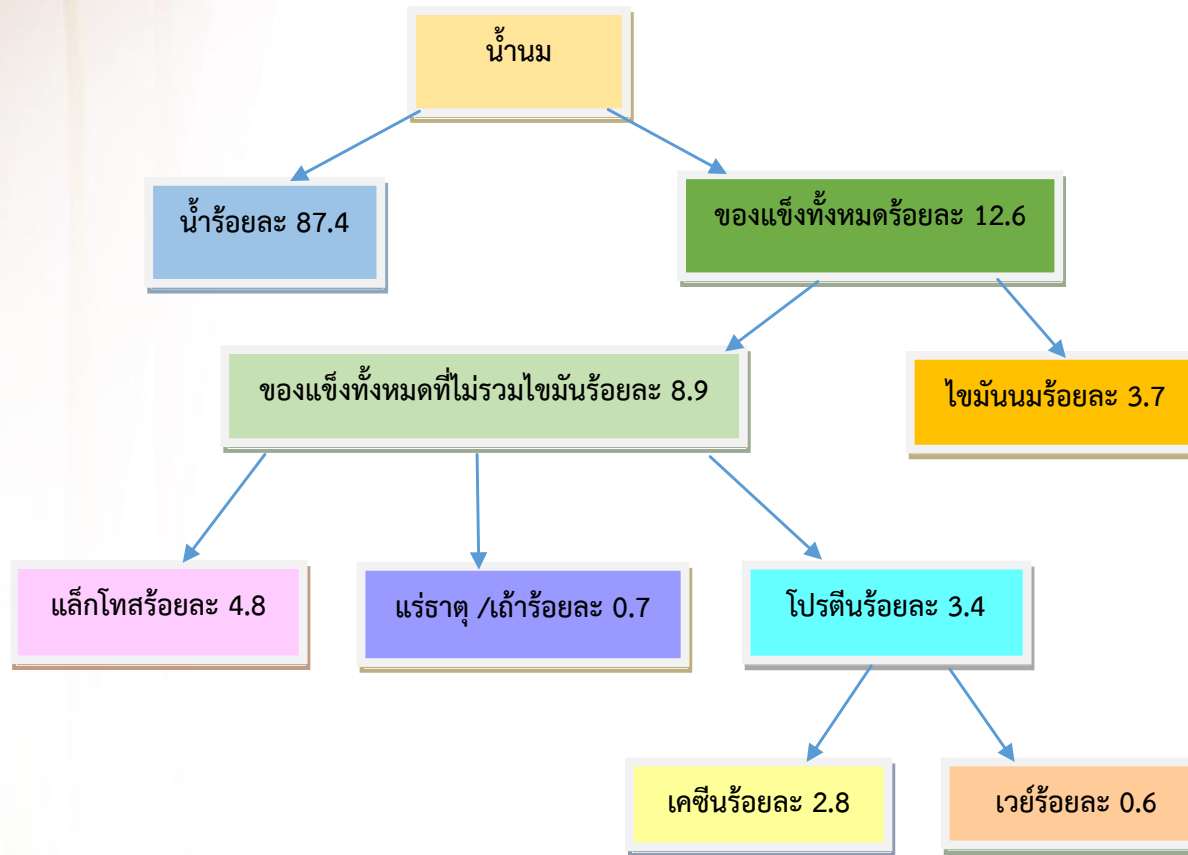 น้ำนม
น้ำร้อยละ 87.4
ของแข็งทั้งหมดร้อยละ 12.6
ของแข็งทั้งหมดที่ไม่รวมไขมันร้อยละ 8.9
ไขมันนมร้อยละ 3.7
แล็กโทสร้อยละ 4.8
แร่ธาตุ /เถ้าร้อยละ 0.7
โปรตีนร้อยละ 3.4
เคซีนร้อยละ 2.8
เวย์ร้อยละ 0.6